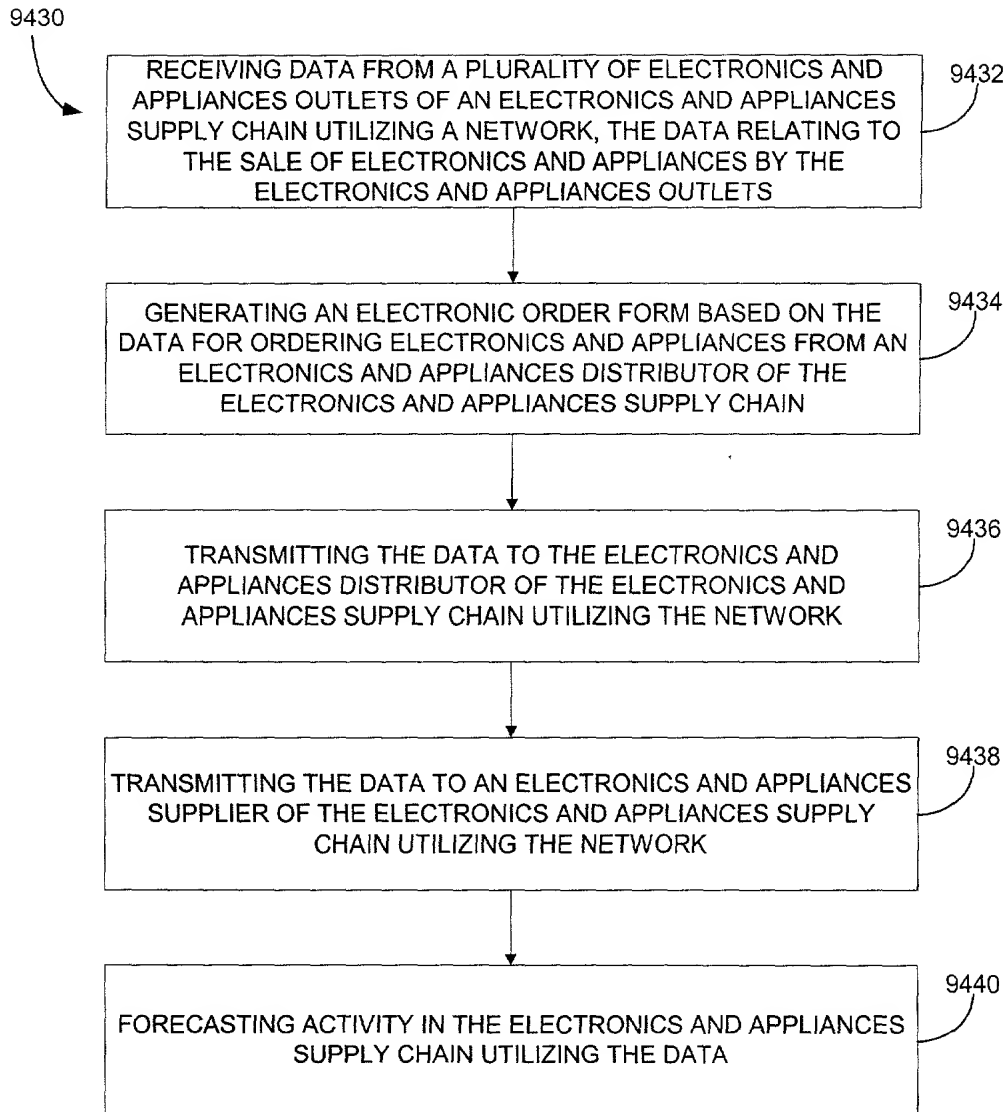 9430
RECEIVING DATA FROM A PLURALITY OF ELECTRONICS AND
APPLIANCES OUTLETS OF AN ELECTRONICS AND APPLIANCES
SUPPLY CHAIN UTILIZING A NETWORK, THE DATA RELATING TO
THE SALE OF ELECTRONICS AND APPLIANCES BY THE
ELECTRONICS AND APPLIANCES OUTLETS
9432
GENERATING AN ELECTRONIC ORDER FORM BASED ON THE
DATA FOR ORDERING ELECTRONICS AND APPLIANCES FROM AN
ELECTRONICS AND APPLIANCES DISTRIBUTOR OF THE
ELECTRONICS AND APPLIANCES SUPPLY CHAIN
9434
TRANSMITTING THE DATA TO THE ELECTRONICS AND
APPLIANCES DISTRIBUTOR OF THE ELECTRONICS AND
APPLIANCES SUPPLY CHAIN UTILIZING THE NETWORK
9436
TRANSMITTING THE DATA TO AN ELECTRONICS AND APPLIANCES
SUPPLIER OF THE ELECTRONICS AND APPLIANCES SUPPLY
CHAIN UTILIZING THE NETWORK
9438
FORECASTING ACTIVITY IN THE ELECTRONICS AND APPLIANCES
SUPPLY CHAIN UTILIZING THE DATA
9440